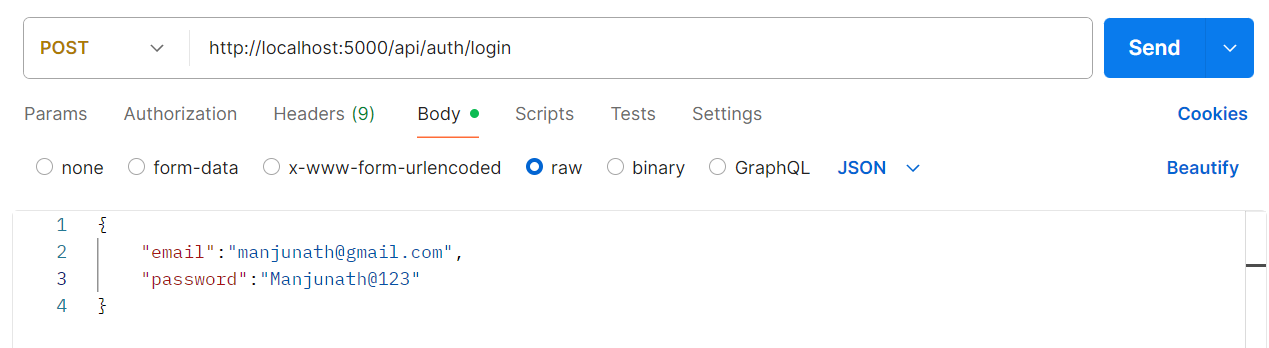 POST http://localhost:5000/api/auth/login Send
Params Authorization Headers (9) Body Scripts Tests Settings Cookies
none form-data x-www-form-urlencoded raw binary GraphQL JSON Beautify
1 {
2 "email":"manjunath@gmail.com",
3 "password":"Manjunath@123"
4 }